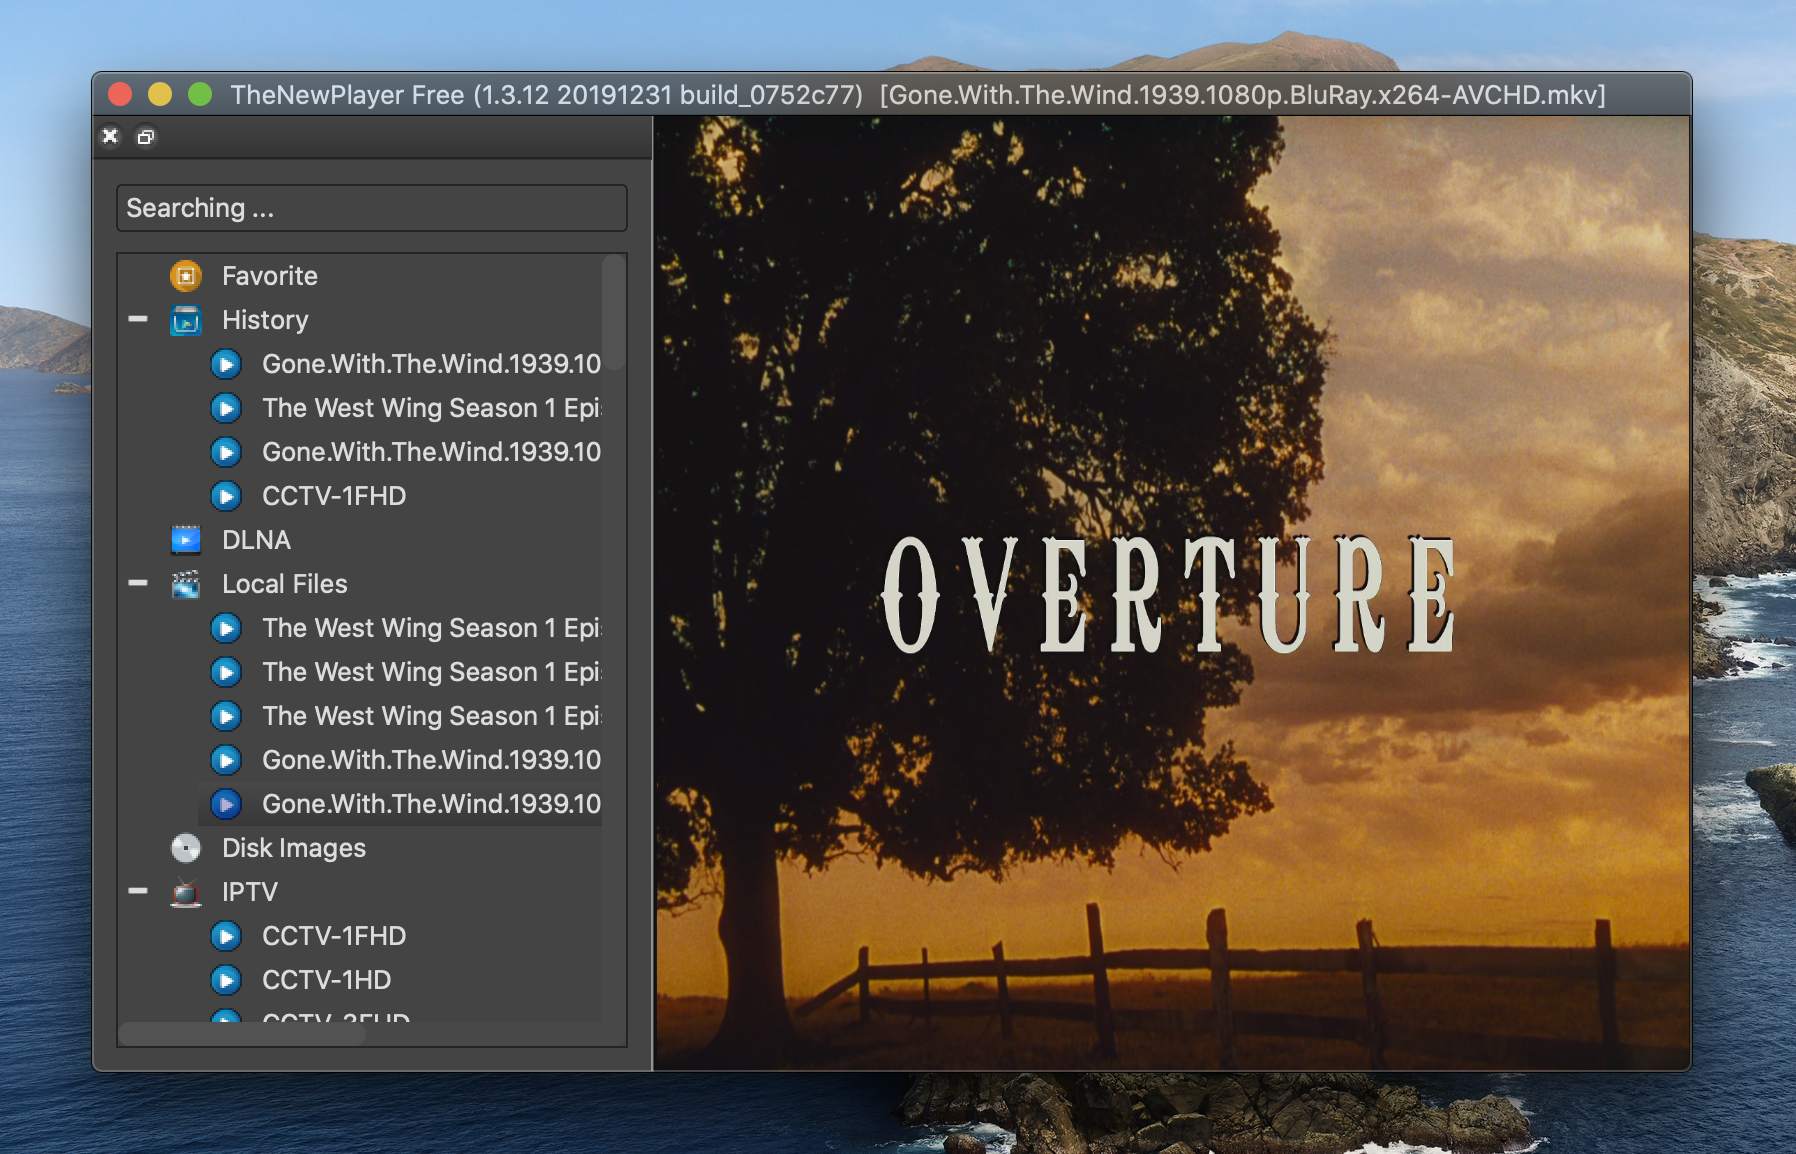 TheNewPlayer Free (1.3.12 20191231 build_0752c77) [Gone.With.The.Wind.1939.1080p.BluRay.x264-AVCHD.mkv]
Searching ...
Favorite
History
Gone.With.The.Wind.1939.10
The West Wing Season 1 Epi
Gone.With.The.Wind.1939.10
CCTV-1FHD
DLNA
Local Files
The West Wing Season 1 Epi
The West Wing Season 1 Epi
The West Wing Season 1 Epi
Gone.With.The.Wind.1939.10
Gone.With.The.Wind.1939.10
Disk Images
IPTV
CCTV-1FHD
CCTV-1HD
OVERTURE